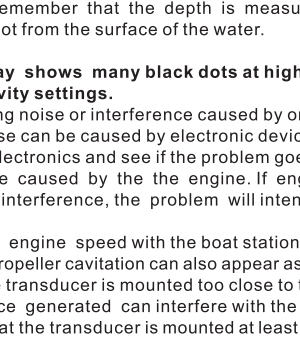 emember that the depth is measu
ot from the surface of the water.
ay shows many black dots at high
vity settings.
ng noise or interference caused by or
se can be caused by electronic devic
lectronics and see if the problem goe
e caused by the the engine. If eng
interference, the problem will inten
engine speed with the boat station
ropeller cavitation can also appear as
transducer is mounted too close to t
ce generated can interfere with the
at the transducer is mounted at least